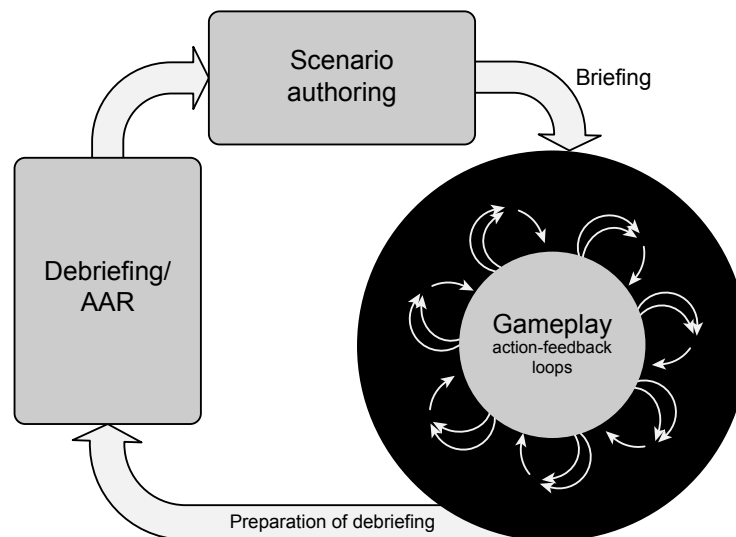 Scenario
authoring
Briefing
Debriefing/
AAR
Gameplay
action-feedback
loops
Preparation of debriefing